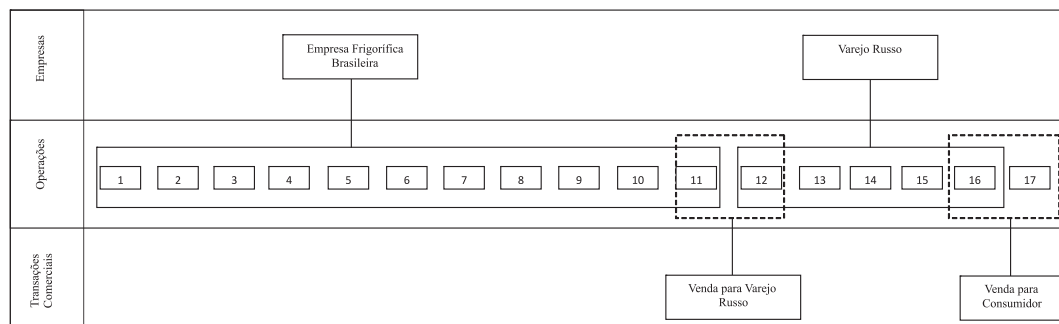 Empresas
Empresa Frigorífica
Brasileira
Varejo Russo
Operações
1 2 3 4 5 6 7 8 9 10 11 12 13 14 15 16 17
Transações
Comerciais
Venda para Varejo
Russo
Venda para
Consumidor